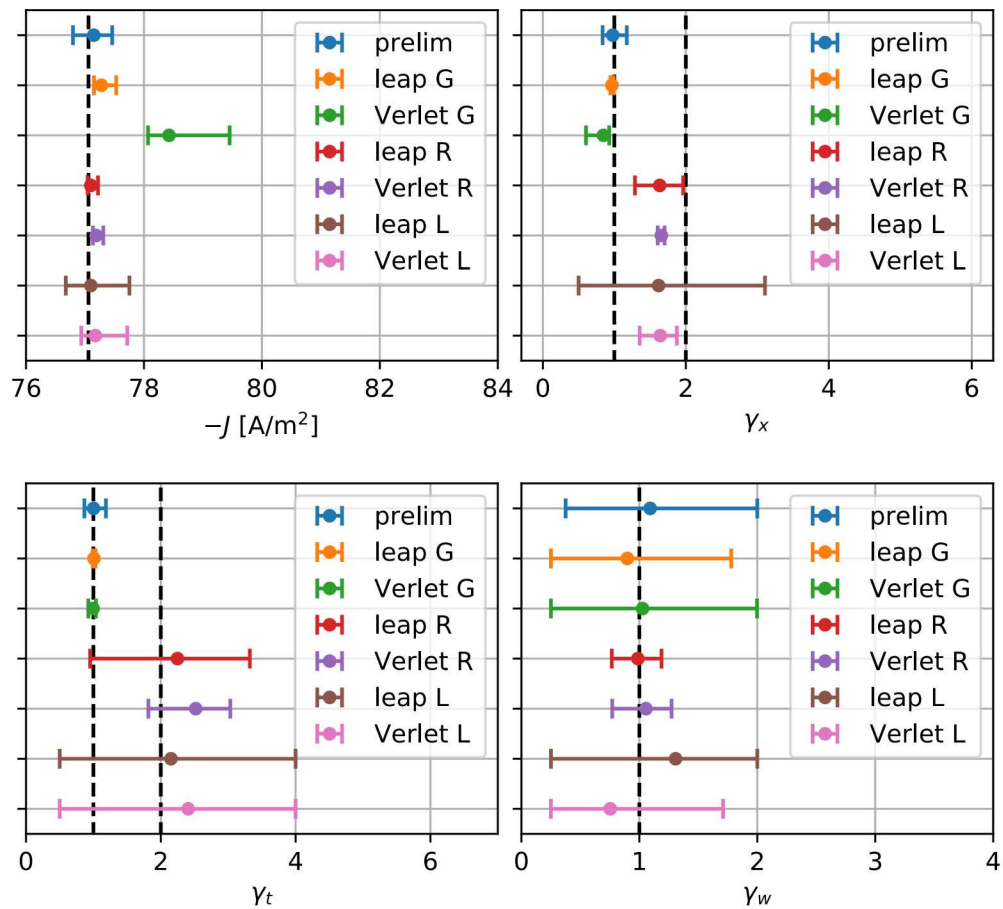 prelim
leap G
Verlet G
leap R
Verlet R
leap L
Verlet L
76 78 80 82 84
−J [A/m²]
prelim
leap G
Verlet G
leap R
Verlet R
leap L
Verlet L
0 2 4 6
γₓ
prelim
leap G
Verlet G
leap R
Verlet R
leap L
Verlet L
0 2 4 6
γₜ
prelim
leap G
Verlet G
leap R
Verlet R
leap L
Verlet L
0 1 2 3 4
γ_w